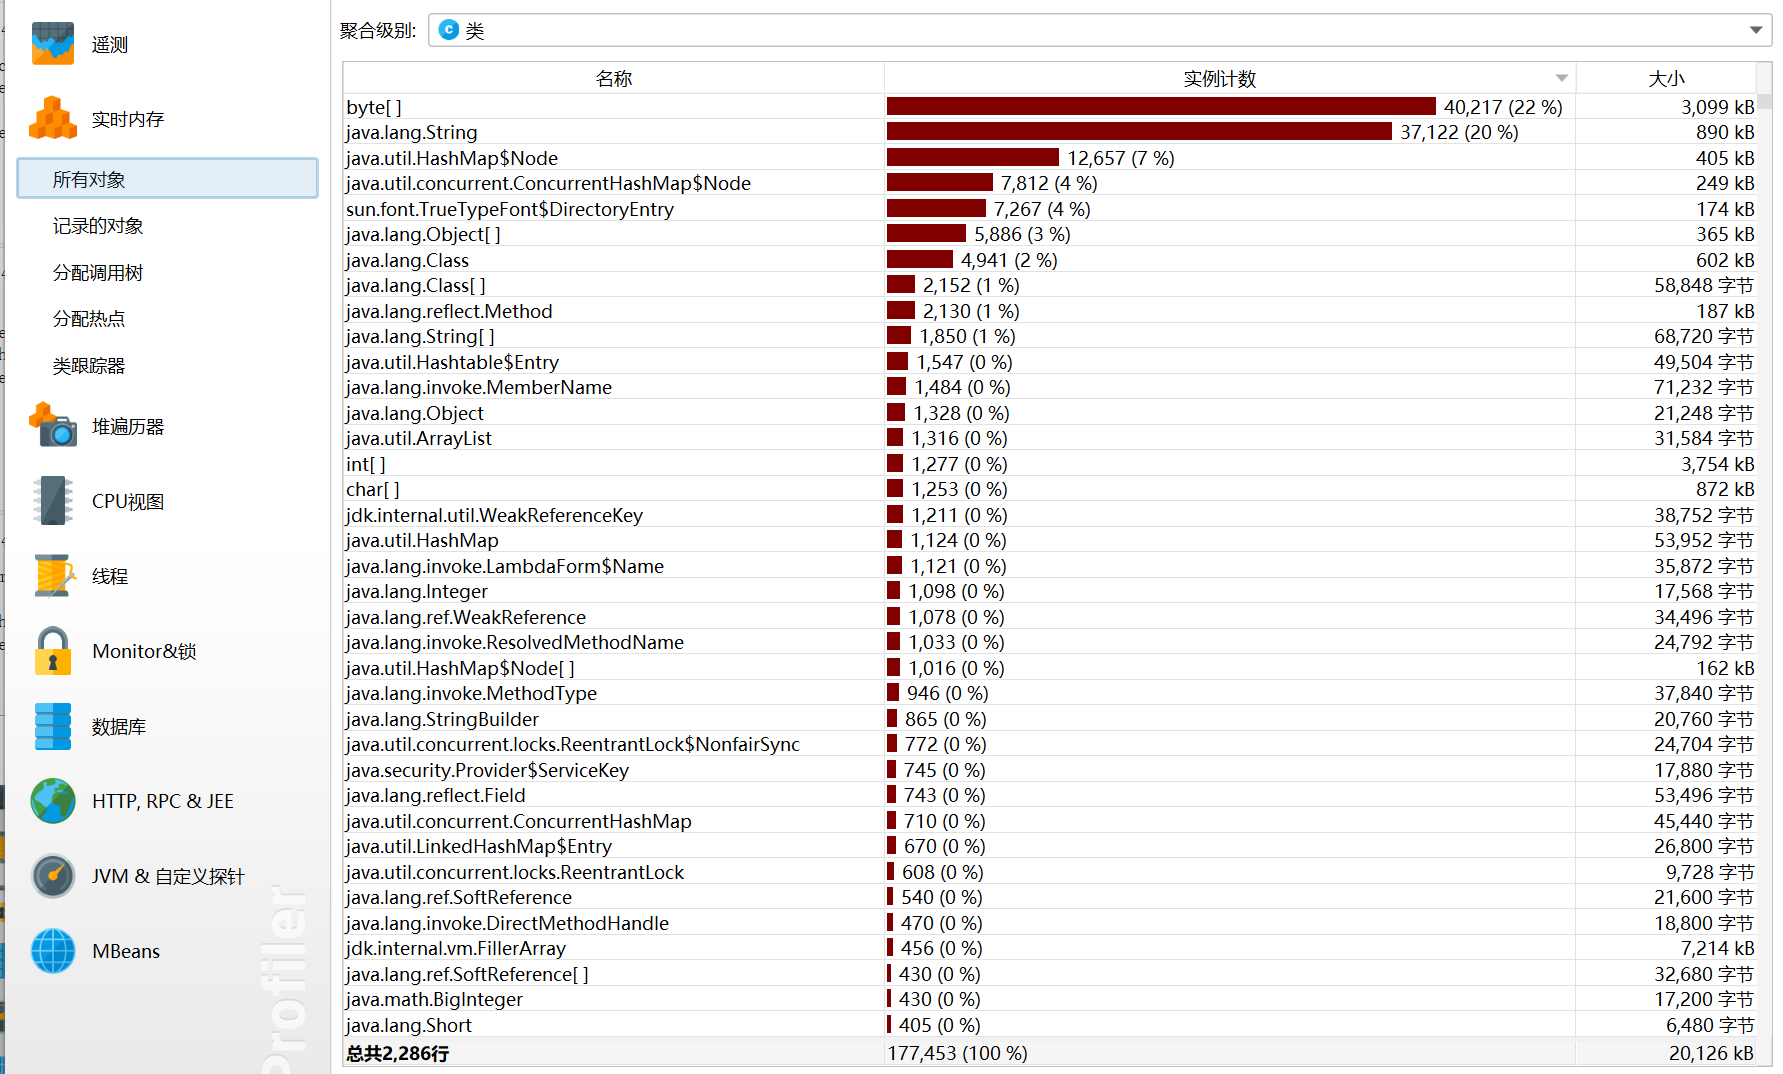 遥测
实时内存
所有对象
记录的对象
分配调用树
分配热点
类跟踪器
堆遍历器
CPU视图
线程
Monitor&锁
数据库
HTTP, RPC & JEE
JVM & 自定义探针
MBeans
Profiler
聚合级别: C 类
名称 实例计数 大小
byte[ ] 40,217 (22 %) 3,099 kB
java.lang.String 37,122 (20 %) 890 kB
java.util.HashMap$Node 12,657 (7 %) 405 kB
java.util.concurrent.ConcurrentHashMap$Node 7,812 (4 %) 249 kB
sun.font.TrueTypeFont$DirectoryEntry 7,267 (4 %) 174 kB
java.lang.Object[ ] 5,886 (3 %) 365 kB
java.lang.Class 4,941 (2 %) 602 kB
java.lang.Class[ ] 2,152 (1 %) 58,848 字节
java.lang.reflect.Method 2,130 (1 %) 187 kB
java.lang.String[ ] 1,850 (1 %) 68,720 字节
java.util.Hashtable$Entry 1,547 (0 %) 49,504 字节
java.lang.invoke.MemberName 1,484 (0 %) 71,232 字节
java.lang.Object 1,328 (0 %) 21,248 字节
java.util.ArrayList 1,316 (0 %) 31,584 字节
int[ ] 1,277 (0 %) 3,754 kB
char[ ] 1,253 (0 %) 872 kB
jdk.internal.util.WeakReferenceKey 1,211 (0 %) 38,752 字节
java.util.HashMap 1,124 (0 %) 53,952 字节
java.lang.invoke.LambdaForm$Name 1,121 (0 %) 35,872 字节
java.lang.Integer 1,098 (0 %) 17,568 字节
java.lang.ref.WeakReference 1,078 (0 %) 34,496 字节
java.lang.invoke.ResolvedMethodName 1,033 (0 %) 24,792 字节
java.util.HashMap$Node[ ] 1,016 (0 %) 162 kB
java.lang.invoke.MethodType 946 (0 %) 37,840 字节
java.lang.StringBuilder 865 (0 %) 20,760 字节
java.util.concurrent.locks.ReentrantLock$NonfairSync 772 (0 %) 24,704 字节
java.security.Provider$ServiceKey 745 (0 %) 17,880 字节
java.lang.reflect.Field 743 (0 %) 53,496 字节
java.util.concurrent.ConcurrentHashMap 710 (0 %) 45,440 字节
java.util.LinkedHashMap$Entry 670 (0 %) 26,800 字节
java.util.concurrent.locks.ReentrantLock 608 (0 %) 9,728 字节
java.lang.ref.SoftReference 540 (0 %) 21,600 字节
java.lang.invoke.DirectMethodHandle 470 (0 %) 18,800 字节
jdk.internal.vm.FillerArray 456 (0 %) 7,214 kB
java.lang.ref.SoftReference[ ] 430 (0 %) 32,680 字节
java.math.BigInteger 430 (0 %) 17,200 字节
java.lang.Short 405 (0 %) 6,480 字节
总共2,286行 177,453 (100 %) 20,126 kB